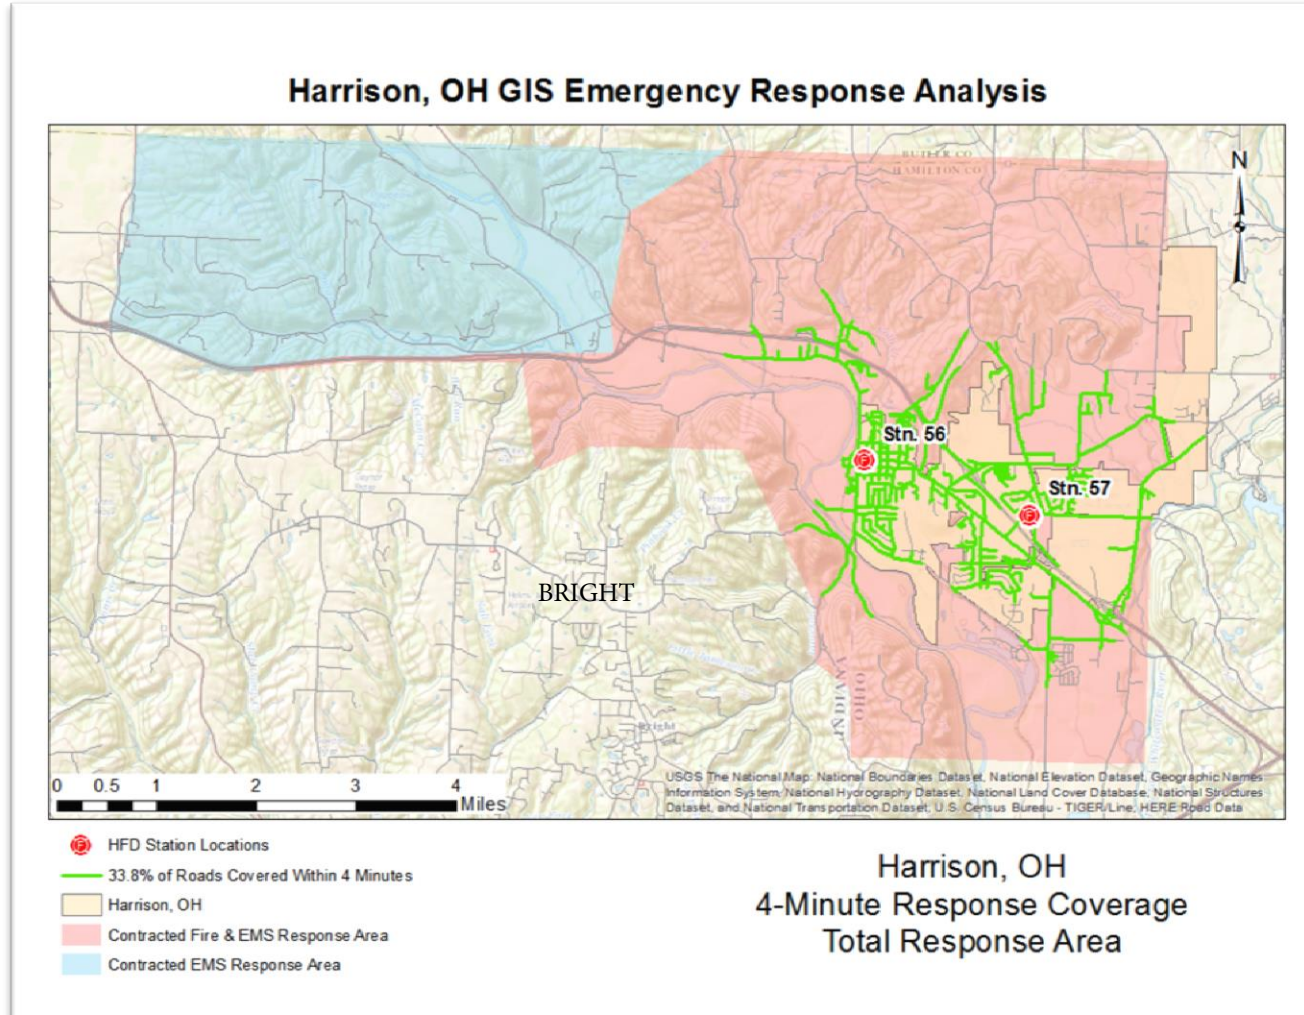 Harrison, OH GIS Emergency Response Analysis
BUTLER CO
HAMILTON CO
N
Stn. 56
Stn. 57
BRIGHT
Bright
INDIANA
OHIO
0 0.5 1 2 3 4
Miles
USGS The National Map: National Boundaries Dataset, National Elevation Dataset, Geographic Names
Information System, National Hydrography Dataset, National Land Cover Database, National Structures
Dataset, and National Transportation Dataset, U.S. Census Bureau - TIGER/Line, HERE Road Data
F HFD Station Locations
33.8% of Roads Covered Within 4 Minutes
Harrison, OH
Contracted Fire & EMS Response Area
Contracted EMS Response Area
Harrison, OH
4-Minute Response Coverage
Total Response Area